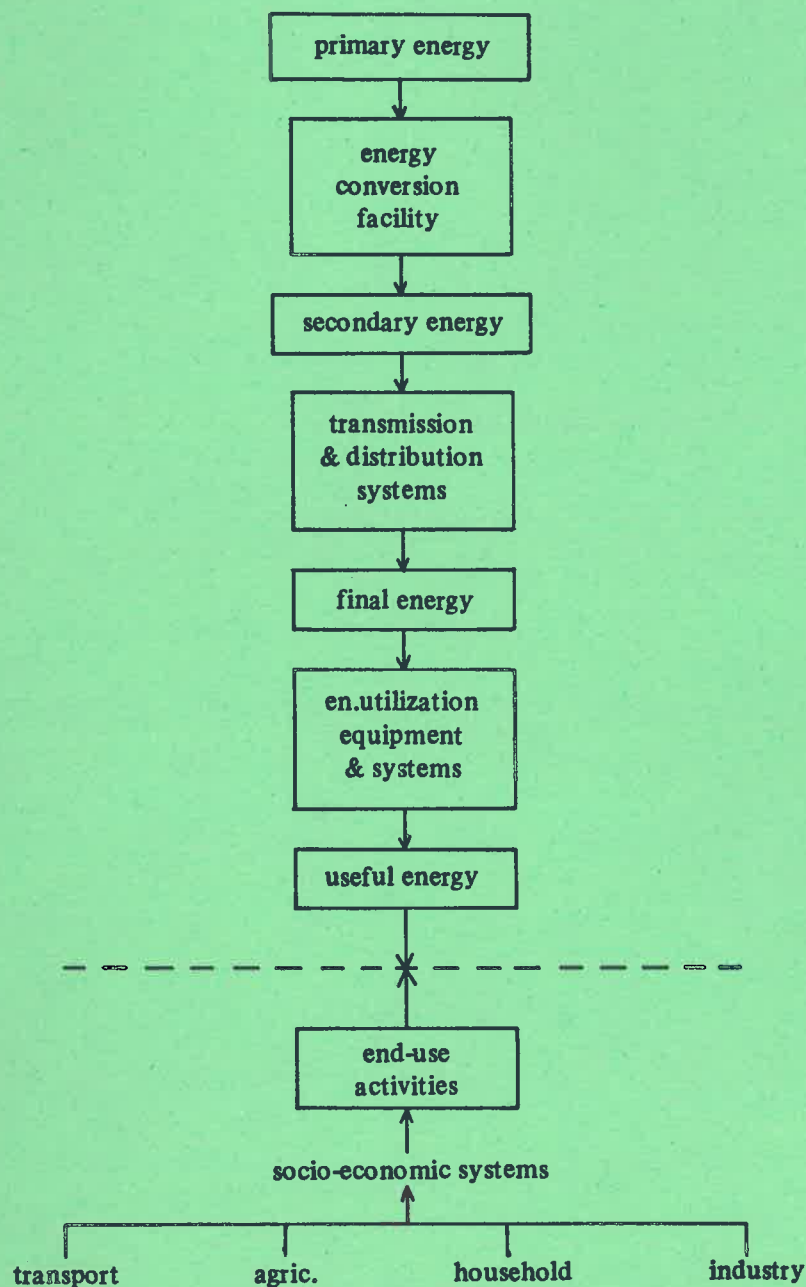 primary energy
energy
conversion
facility
secondary energy
transmission
& distribution
systems
final energy
en.utilization
equipment
& systems
useful energy
end-use
activities
socio-economic systems
transport agric. household industry